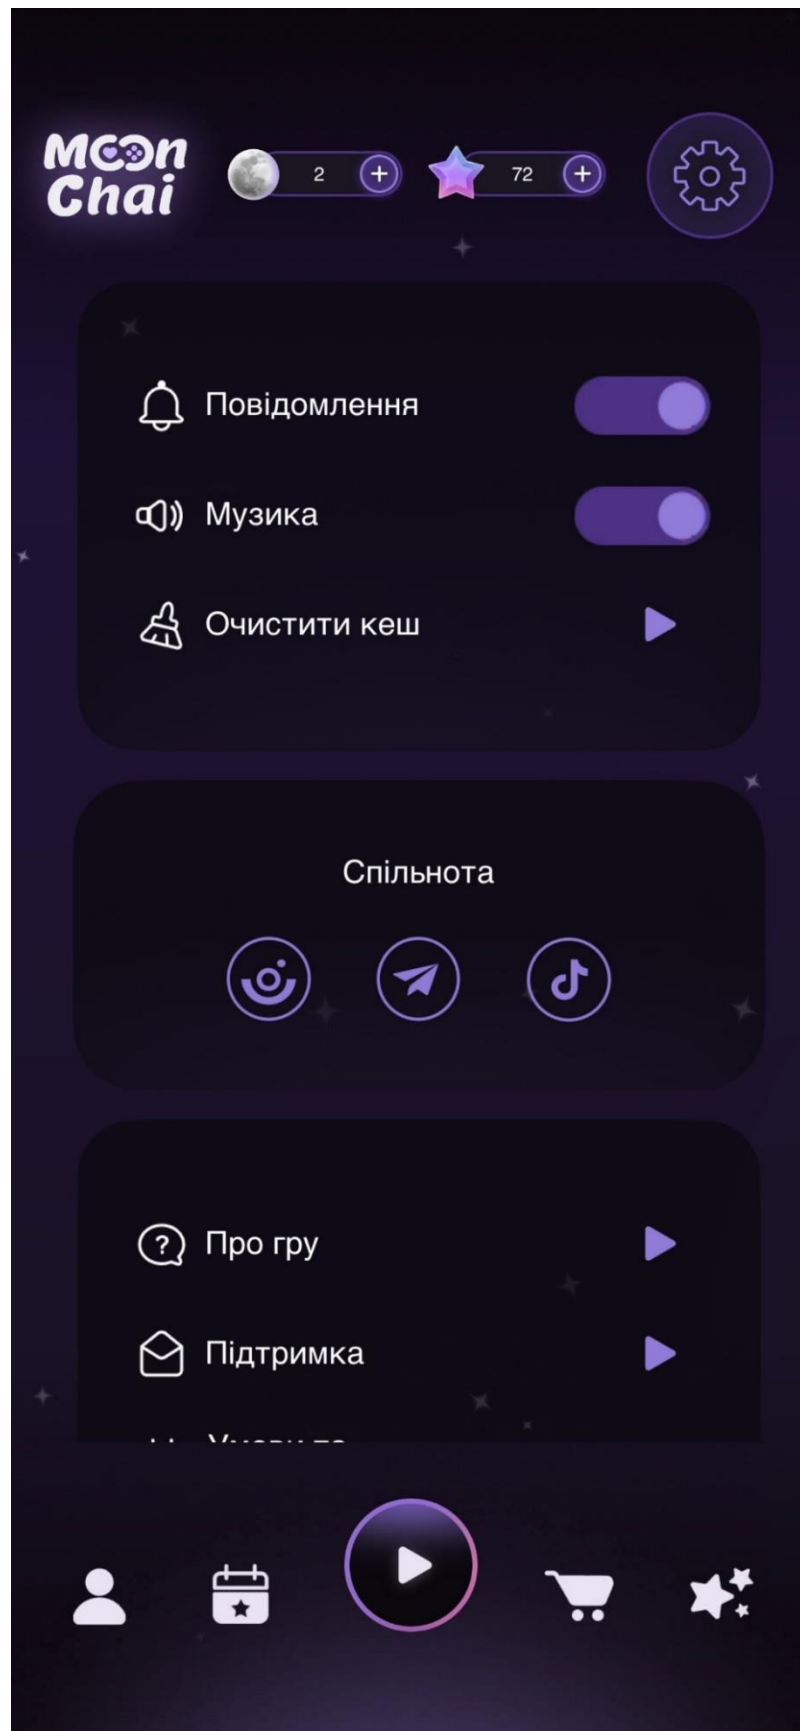 Moon
Chai
2
72
Повідомлення
Музика
Очистити кеш
Спільнота
Про гру
Підтримка